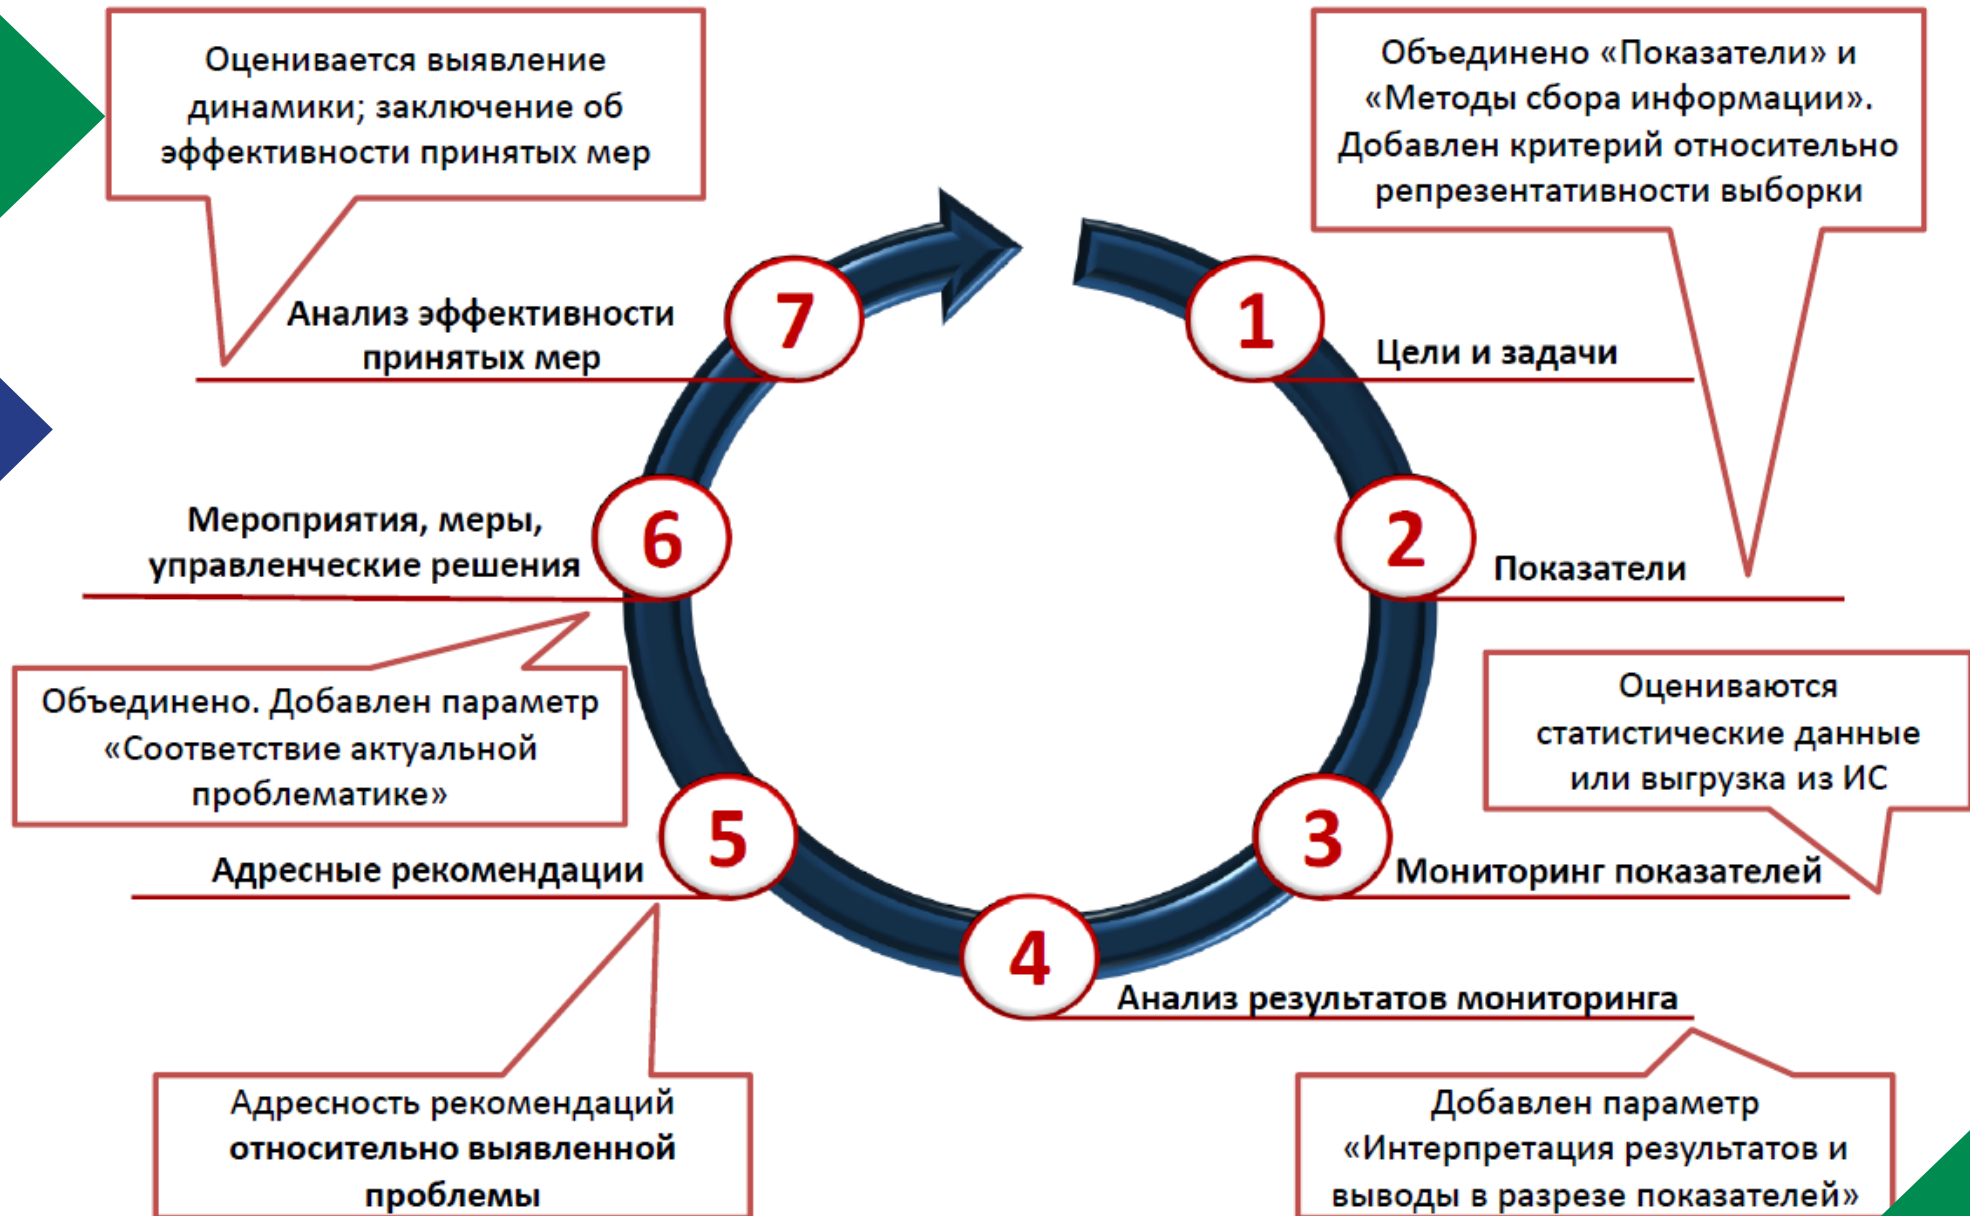 Оценивается выявление
динамики; заключение об
эффективности принятых мер
Объединено «Показатели» и
«Методы сбора информации».
Добавлен критерий относительно
репрезентативности выборки
1
Цели и задачи
2
Показатели
Оцениваются
статистические данные
или выгрузка из ИС
3
Мониторинг показателей
4
Анализ результатов мониторинга
Добавлен параметр
«Интерпретация результатов и
выводы в разрезе показателей»
5
Адресные рекомендации
Адресность рекомендаций
относительно выявленной
проблемы
6
Мероприятия, меры,
управленческие решения
Объединено. Добавлен параметр
«Соответствие актуальной
проблематике»
7
Анализ эффективности
принятых мер